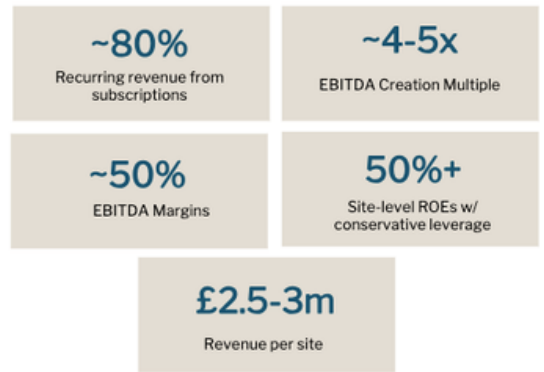 ~80%
Recurring revenue from
subscriptions
~4-5x
EBITDA Creation Multiple
~50%
EBITDA Margins
50%+
Site-level ROEs w/
conservative leverage
£2.5-3m
Revenue per site